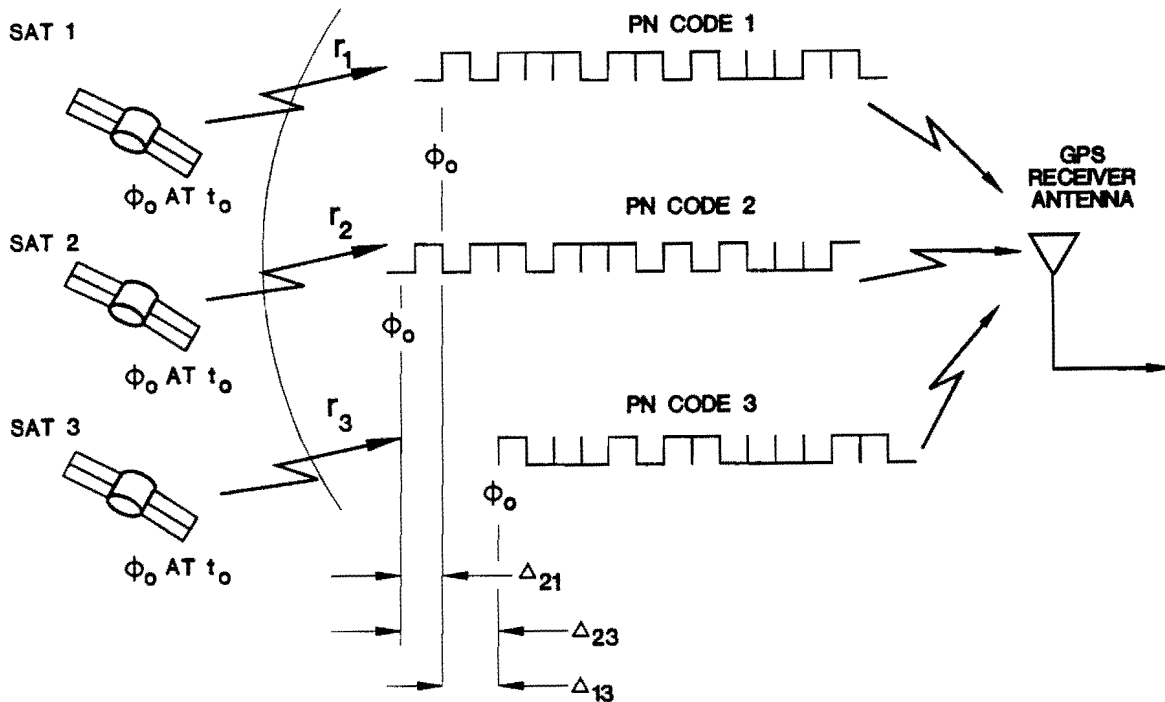 SAT 1
r1
PN CODE 1
ϕo AT to
ϕo
GPS
RECEIVER
ANTENNA
SAT 2
r2
PN CODE 2
ϕo AT to
ϕo
SAT 3
r3
PN CODE 3
ϕo AT to
ϕo
Δ21
Δ23
Δ13